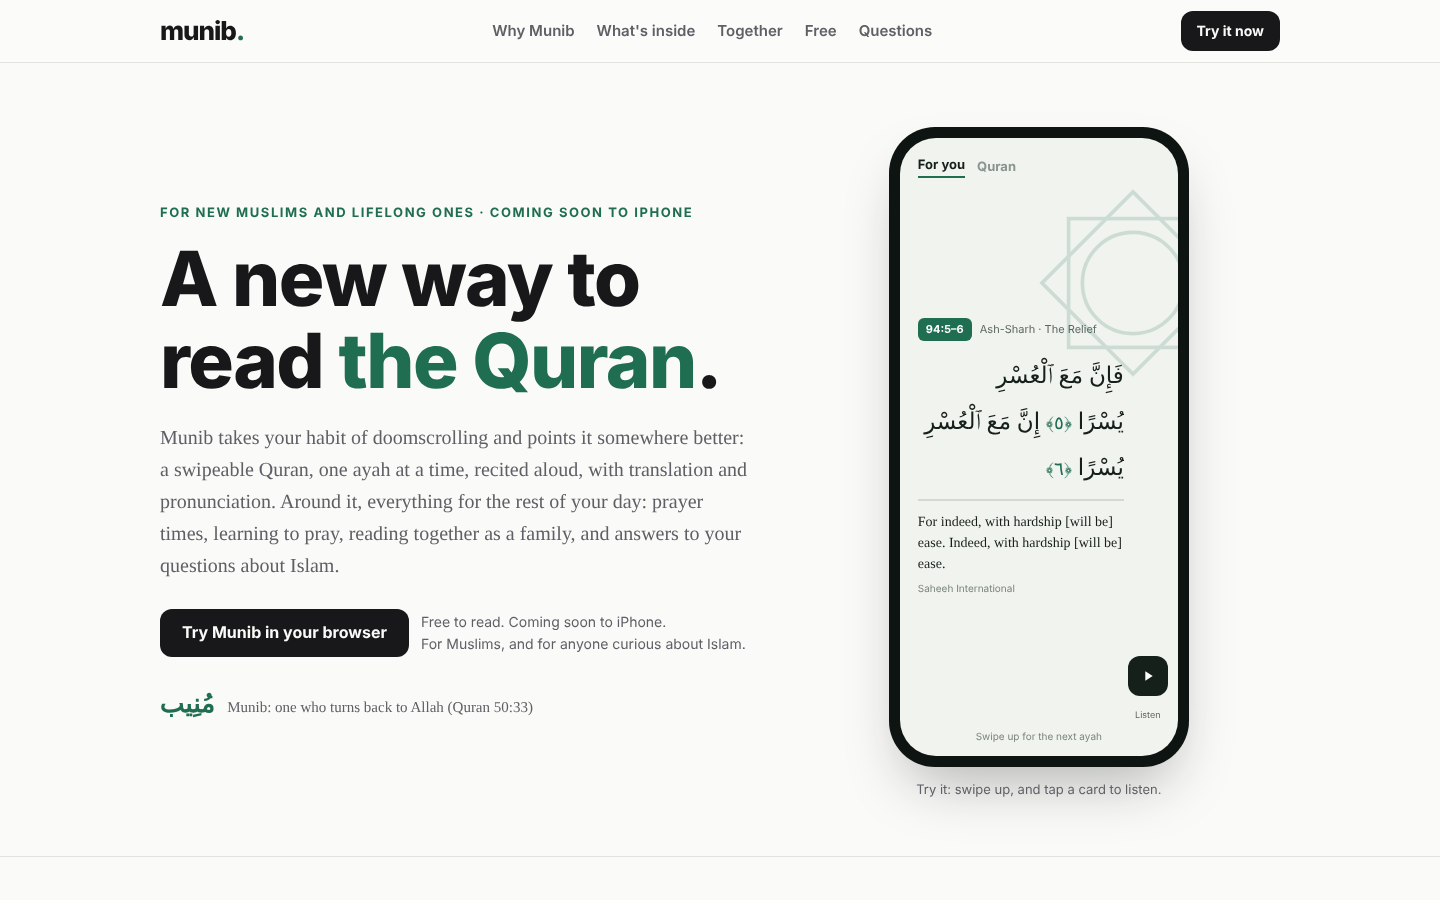 munib.
Why Munib
What's inside
Together
Free
Questions
Try it now
FOR NEW MUSLIMS AND LIFELONG ONES · COMING SOON TO IPHONE
A new way to
read the Quran.
Munib takes your habit of doomscrolling and points it somewhere better:
a swipeable Quran, one ayah at a time, recited aloud, with translation and
pronunciation. Around it, everything for the rest of your day: prayer
times, learning to pray, reading together as a family, and answers to your
questions about Islam.
Try Munib in your browser
Free to read. Coming soon to iPhone.
For Muslims, and for anyone curious about Islam.
مُنِيب
Munib: one who turns back to Allah (Quran 50:33)
For you
Quran
94:5–6
Ash-Sharh · The Relief
فَإِنَّ مَعَ ٱلْعُسْرِ
يُسْرًا ﴿٥﴾ إِنَّ مَعَ ٱلْعُسْرِ
يُسْرًا ﴿٦﴾
For indeed, with hardship [will be]
ease. Indeed, with hardship [will be]
ease.
Saheeh International
Listen
Swipe up for the next ayah
Try it: swipe up, and tap a card to listen.